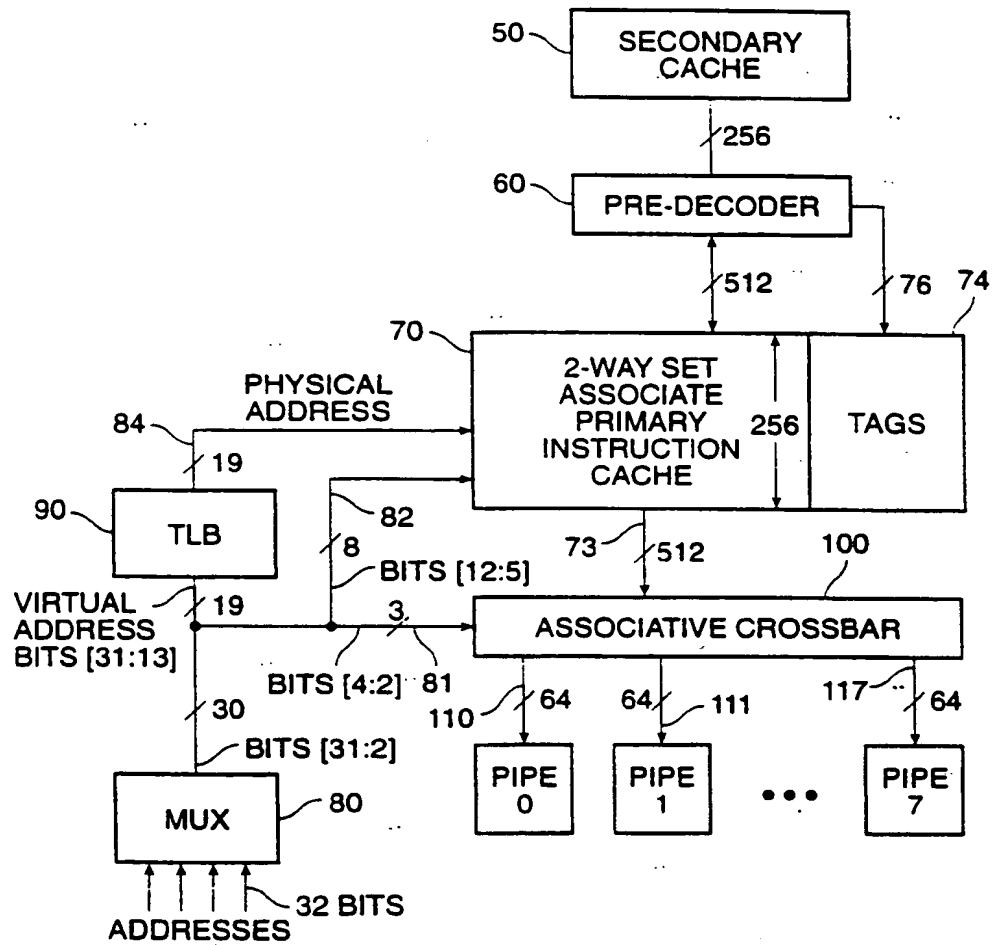 50
SECONDARY
CACHE
256
60
PRE-DECODER
512
76
74
70
2-WAY SET
ASSOCIATE
PRIMARY
INSTRUCTION
CACHE
256
TAGS
PHYSICAL
ADDRESS
84
19
90
TLB
82
8
BITS [12:5]
73
512
100
VIRTUAL
ADDRESS
BITS [31:13]
19
3
ASSOCIATIVE CROSSBAR
BITS [4:2]
81
110
64
64
111
117
64
30
BITS [31:2]
PIPE
0
PIPE
1
PIPE
7
MUX
80
32 BITS
ADDRESSES